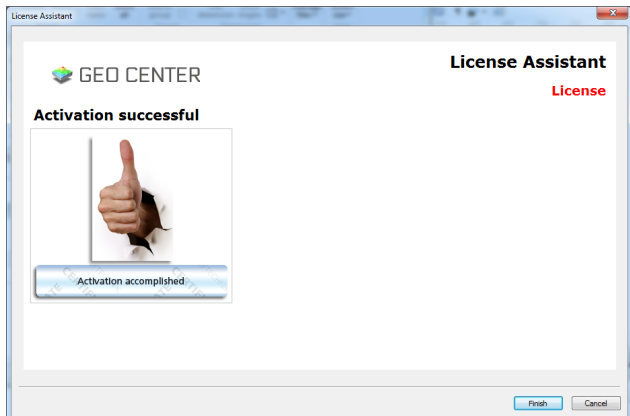 License Assistant
GEO CENTER
License Assistant
License
Activation successful
Activation accomplished
Finish
Cancel